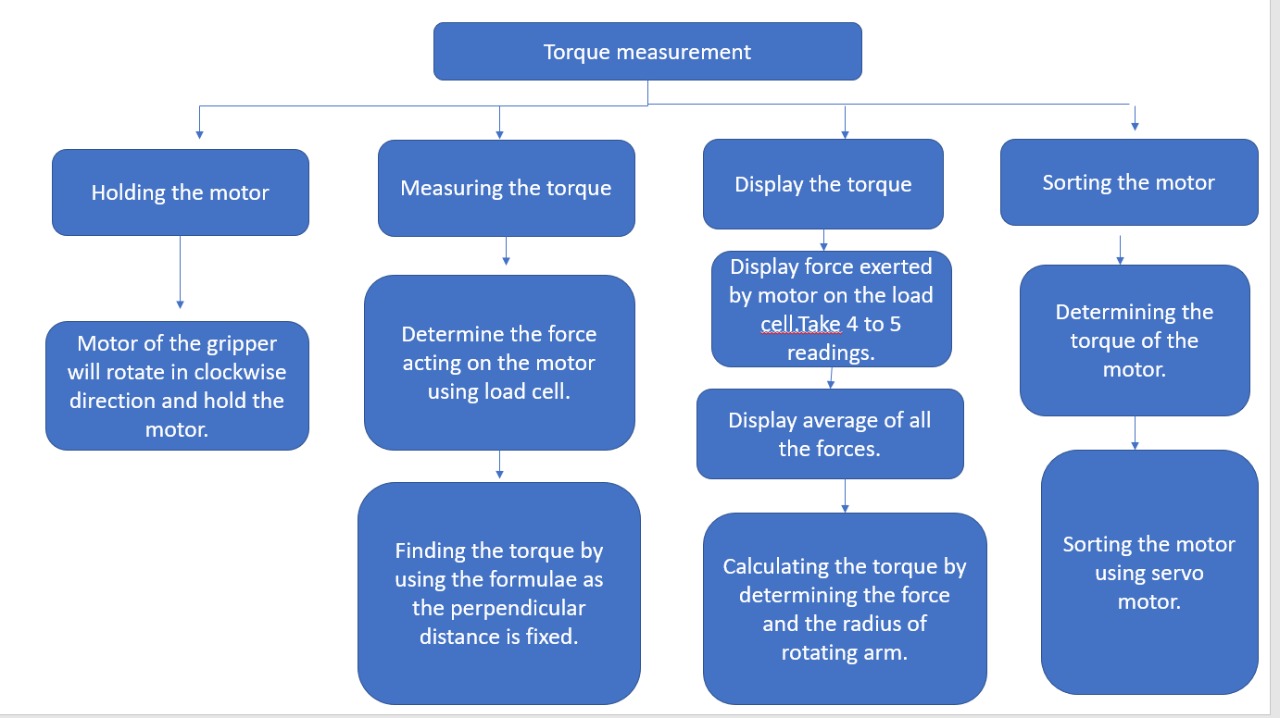 Torque measurement
Holding the motor
Measuring the torque
Display the torque
Sorting the motor
Motor of the gripper
will rotate in clockwise
direction and hold the
motor.
Determine the force
acting on the motor
using load cell.
Finding the torque by
using the formulae as
the perpendicular
distance is fixed.
Display force exerted
by motor on the load
cell.Take 4 to 5
readings.
Display average of all
the forces.
Calculating the torque by
determining the force
and the radius of
rotating arm.
Determining the
torque of the
motor.
Sorting the motor
using servo
motor.